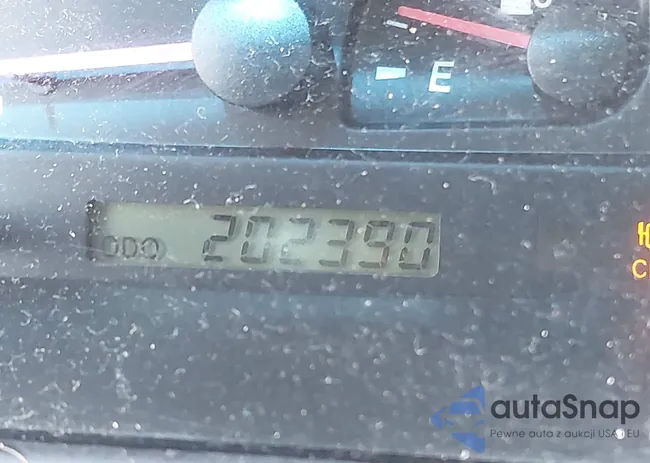 E
ODO 202390
autaSnap
Pewne auta z aukcji USA i EU